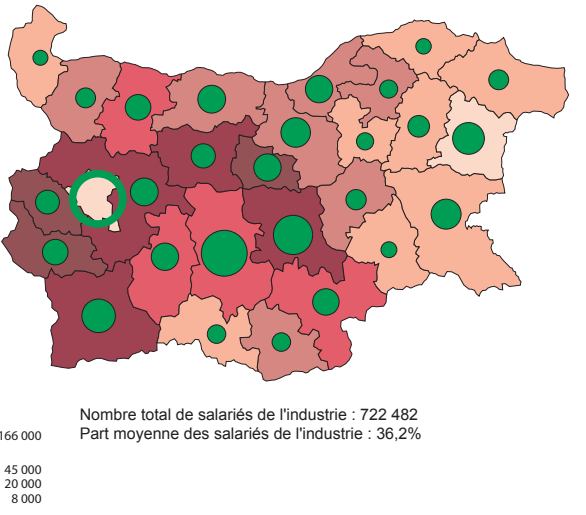 Nombre total de salariés de l'industrie : 722 482
Part moyenne des salariés de l'industrie : 36,2%
166 000
45 000
20 000
8 000